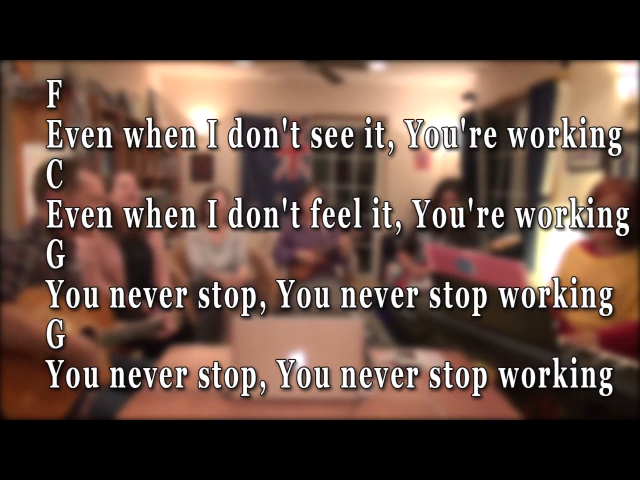 F
Even when I don't see it, You're working
C
Even when I don't feel it, You're working
G
You never stop, You never stop working
G
You never stop, You never stop working